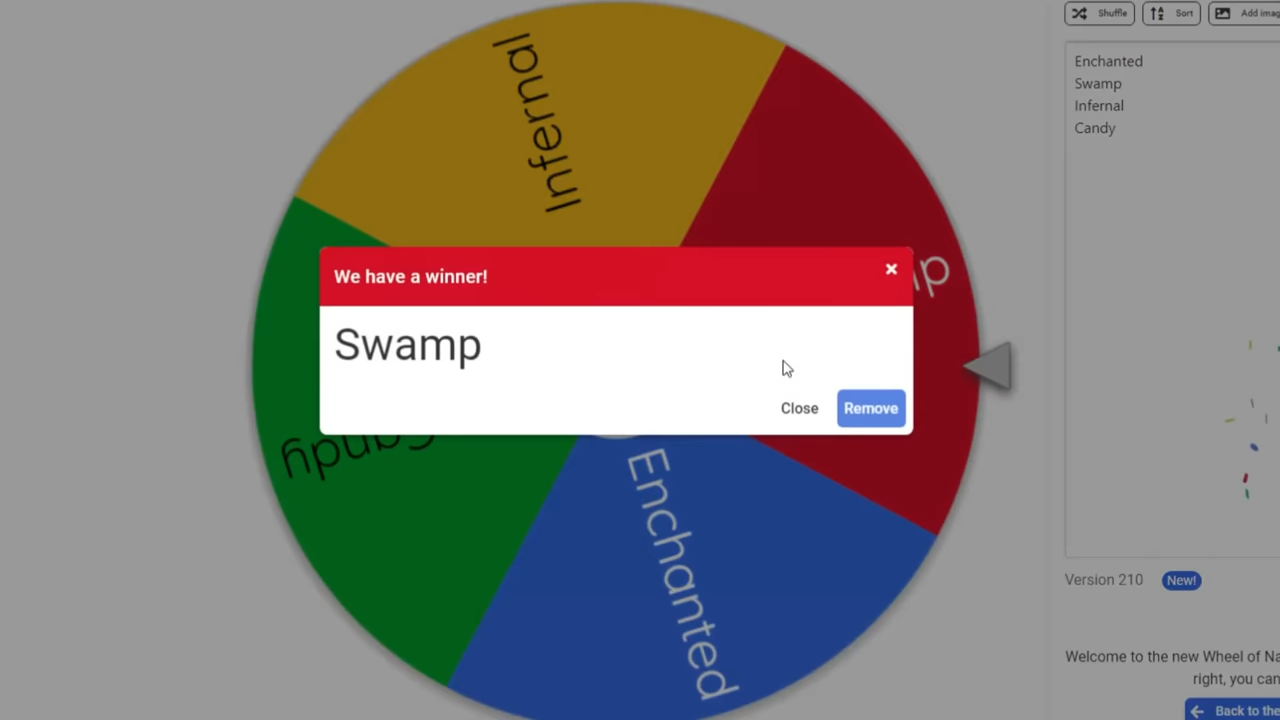 Shuffle
Sort
Add imag
Infernal
Enchanted
Swamp
Infernal
Candy
We have a winner!
Swamp
Close
Remove
Candy
Enchanted
Version 210
New!
Welcome to the new Wheel of Na
right, you can
Back to the